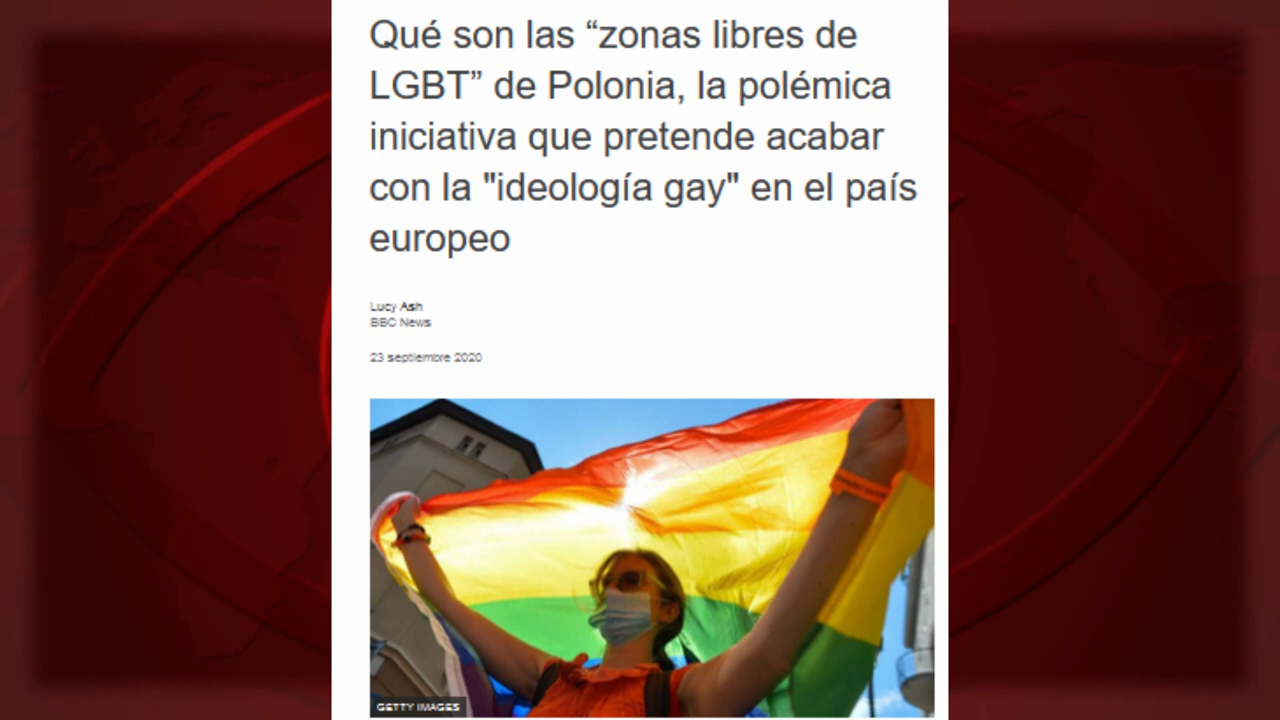 Qué son las “zonas libres de
LGBT” de Polonia, la polémica
iniciativa que pretende acabar
con la "ideología gay" en el país
europeo
Lucy Ash
BBC News
23 septiembre 2020
GETTY IMAGES